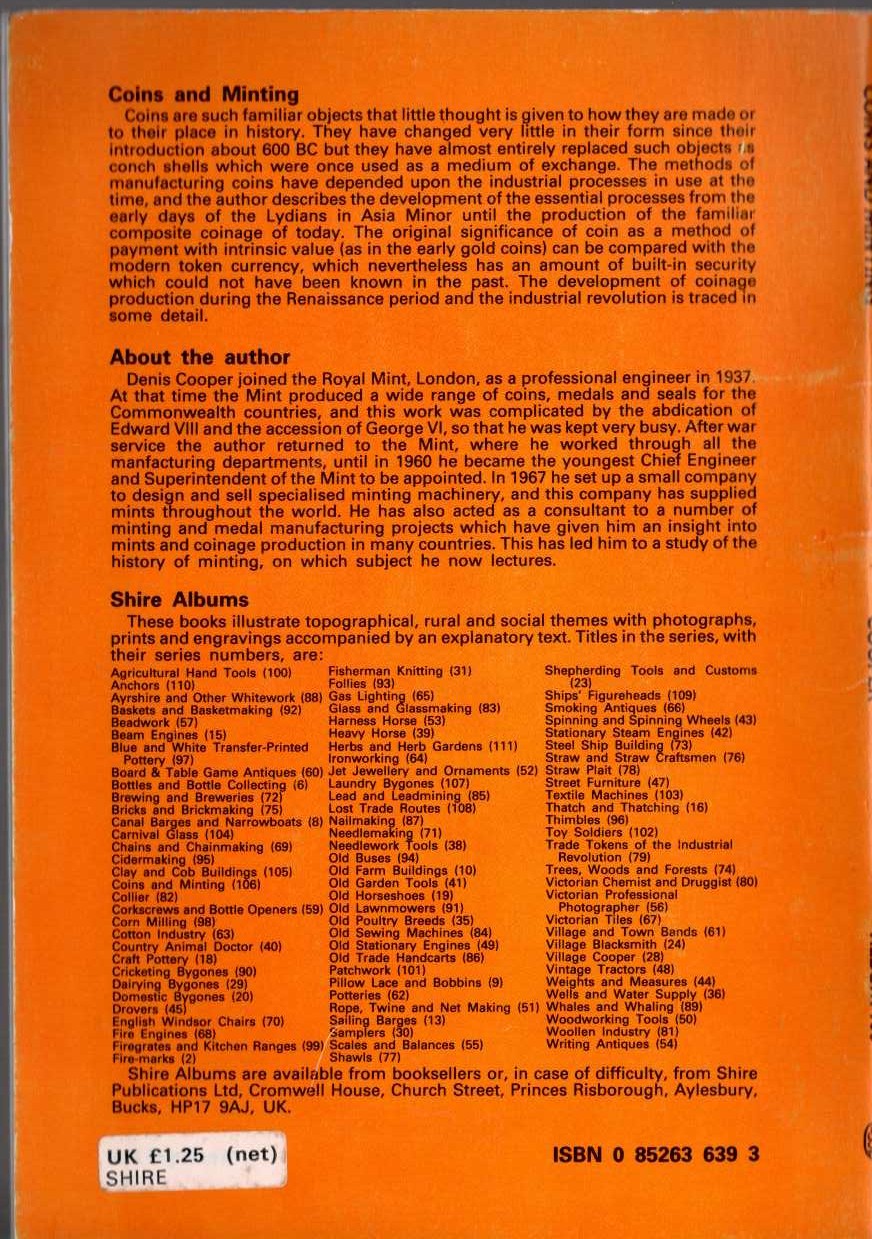 Coins and Minting
Coins are such familiar objects that little thought is given to how they are made or
to their place in history. They have changed very little in their form since their
introduction about 600 BC but they have almost entirely replaced such objects as
conch shells which were once used as a medium of exchange. The methods of
manufacturing coins have depended upon the industrial processes in use at the
time, and the author describes the development of the essential processes from the
early days of the Lydians in Asia Minor until the production of the familiar
composite coinage of today. The original significance of coin as a method of
payment with intrinsic value (as in the early gold coins) can be compared with the
modern token currency, which nevertheless has an amount of built-in security
which could not have been known in the past. The development of coinage
production during the Renaissance period and the industrial revolution is traced in
some detail.
About the author
Denis Cooper joined the Royal Mint, London, as a professional engineer in 1937.
At that time the Mint produced a wide range of coins, medals and seals for the
Commonwealth countries, and this work was complicated by the abdication of
Edward VIII and the accession of George VI, so that he was kept very busy. After war
service the author returned to the Mint, where he worked through all the
manfacturing departments, until in 1960 he became the youngest Chief Engineer
and Superintendent of the Mint to be appointed. In 1967 he set up a small company
to design and sell specialised minting machinery, and this company has supplied
mints throughout the world. He has also acted as a consultant to a number of
minting and medal manufacturing projects which have given him an insight into
mints and coinage production in many countries. This has led him to a study of the
history of minting, on which subject he now lectures.
Shire Albums
These books illustrate topographical, rural and social themes with photographs,
prints and engravings accompanied by an explanatory text. Titles in the series, with
their series numbers, are:
Agricultural Hand Tools (100)
Anchors (110)
Ayrshire and Other Whitework (88)
Baskets and Basketmaking (92)
Beadwork (57)
Beam Engines (15)
Blue and White Transfer-Printed
Pottery (97)
Board & Table Game Antiques (60)
Bottles and Bottle Collecting (6)
Brewing and Breweries (72)
Bricks and Brickmaking (75)
Canal Barges and Narrowboats (8)
Carnival Glass (104)
Chains and Chainmaking (69)
Cidermaking (95)
Clay and Cob Buildings (105)
Coins and Minting (106)
Collier (82)
Corkscrews and Bottle Openers (59)
Corn Milling (98)
Cotton Industry (63)
Country Animal Doctor (40)
Craft Pottery (18)
Cricketing Bygones (90)
Dairying Bygones (29)
Domestic Bygones (20)
Drovers (45)
English Windsor Chairs (70)
Fire Engines (68)
Firegrates and Kitchen Ranges (99)
Fire-marks (2)
Fisherman Knitting (31)
Follies (93)
Gas Lighting (65)
Glass and Glassmaking (83)
Harness Horse (53)
Heavy Horse (39)
Herbs and Herb Gardens (111)
Ironworking (64)
Jet Jewellery and Ornaments (52)
Laundry Bygones (107)
Lead and Leadmining (85)
Lost Trade Routes (108)
Nailmaking (87)
Needlemaking (71)
Needlework Tools (38)
Old Buses (94)
Old Farm Buildings (10)
Old Garden Tools (41)
Old Horseshoes (19)
Old Lawnmowers (91)
Old Poultry Breeds (35)
Old Sewing Machines (84)
Old Stationary Engines (49)
Old Trade Handcarts (86)
Patchwork (101)
Pillow Lace and Bobbins (9)
Potteries (62)
Rope, Twine and Net Making (51)
Sailing Barges (13)
Samplers (30)
Scales and Balances (55)
Shawls (77)
Shepherding Tools and Customs
(23)
Ships' Figureheads (109)
Smoking Antiques (66)
Spinning and Spinning Wheels (43)
Stationary Steam Engines (42)
Steel Ship Building (73)
Straw and Straw Craftsmen (76)
Straw Plait (78)
Street Furniture (47)
Textile Machines (103)
Thatch and Thatching (16)
Thimbles (96)
Toy Soldiers (102)
Trade Tokens of the Industrial
Revolution (79)
Trees, Woods and Forests (74)
Victorian Chemist and Druggist (80)
Victorian Professional
Photographer (56)
Victorian Tiles (67)
Village and Town Bands (61)
Village Blacksmith (24)
Village Cooper (28)
Vintage Tractors (48)
Weights and Measures (44)
Wells and Water Supply (36)
Whales and Whaling (89)
Woodworking Tools (50)
Woollen Industry (81)
Writing Antiques (54)
Shire Albums are available from booksellers or, in case of difficulty, from Shire
Publications Ltd, Cromwell House, Church Street, Princes Risborough, Aylesbury,
Bucks, HP17 9AJ, UK.
UK £1.25 (net)
SHIRE
ISBN 0 85263 639 3